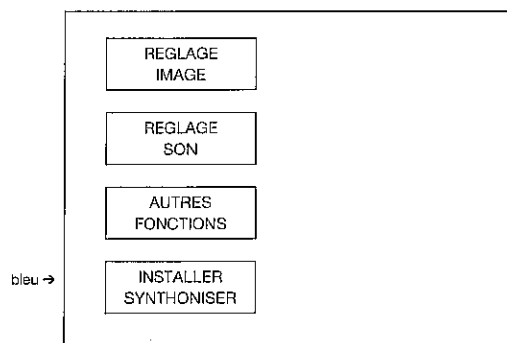 REGLAGE
IMAGE
REGLAGE
SON
AUTRES
FONCTIONS
bleu → INSTALLER
SYNTHONISER